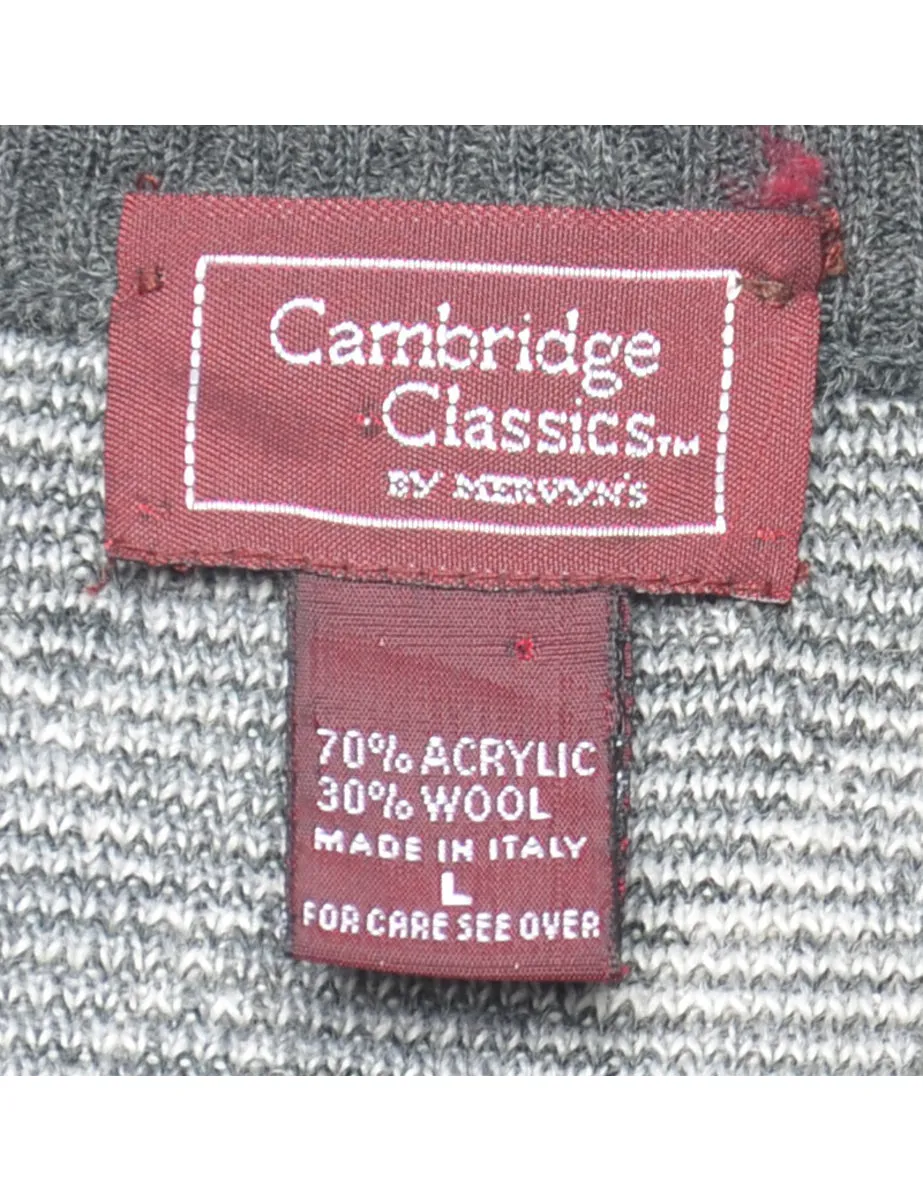 Cambridge
Classics™
BY MERVYN'S
70% ACRYLIC
30% WOOL
MADE IN ITALY
L
FOR CARE SEE OVER